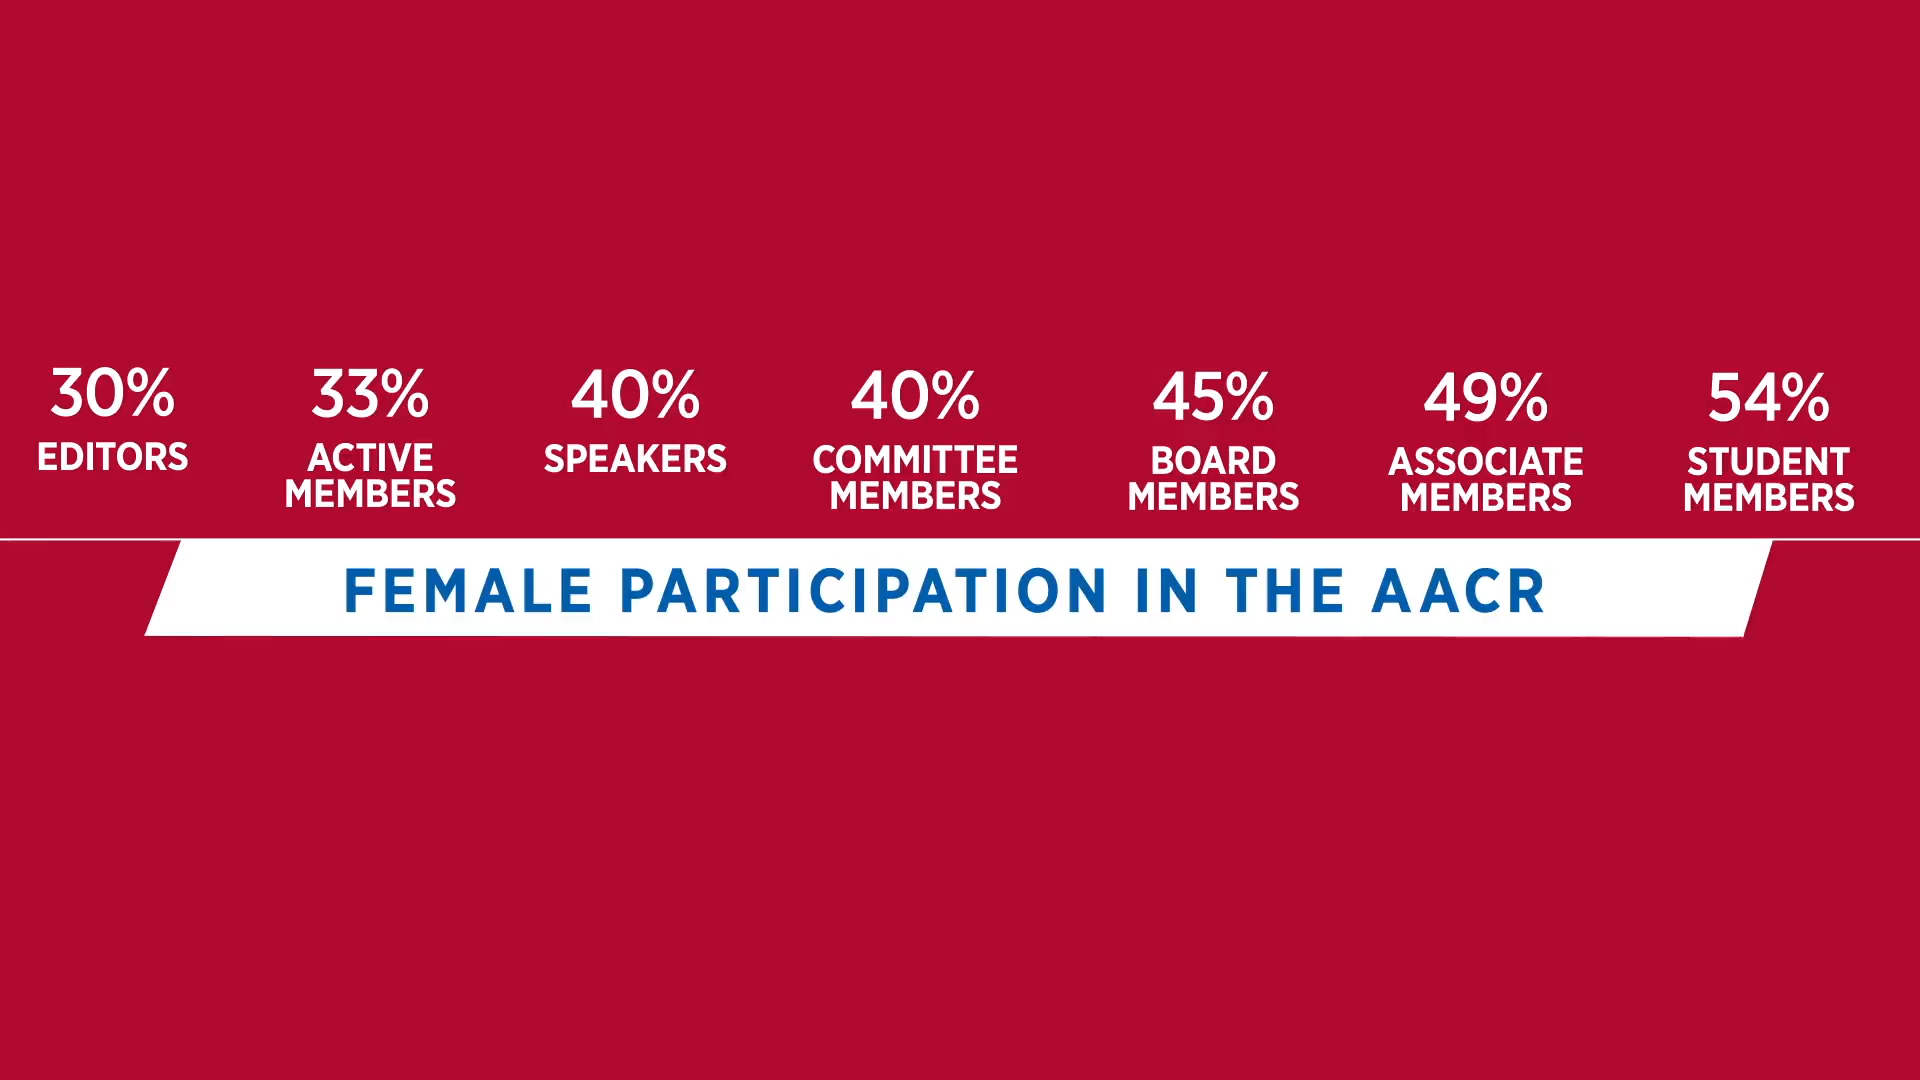 30%
EDITORS
33%
ACTIVE
MEMBERS
40%
SPEAKERS
40%
COMMITTEE
MEMBERS
45%
BOARD
MEMBERS
49%
ASSOCIATE
MEMBERS
54%
STUDENT
MEMBERS
FEMALE PARTICIPATION IN THE AACR